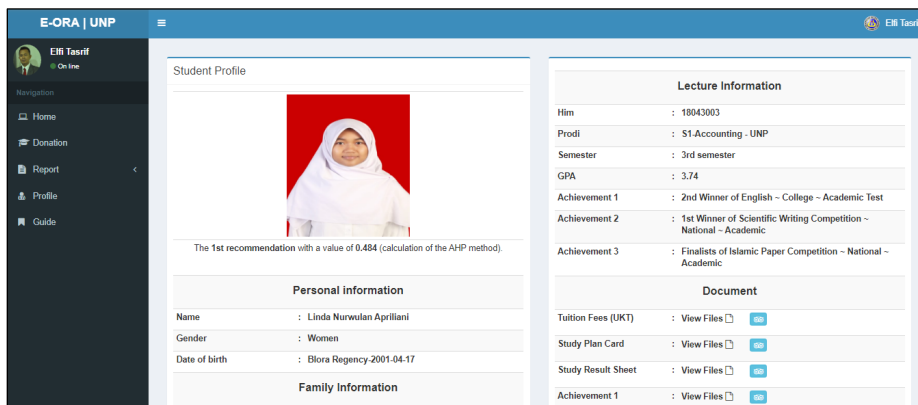 E-ORA | UNP
Elfi Tasri
Elfi Tasrif
On line
Navigation
Home
Donation
Report
Profile
Guide
Student Profile
The 1st recommendation with a value of 0.484 (calculation of the AHP method).
Personal information
Name : Linda Nurwulan Apriliani
Gender : Women
Date of birth : Blora Regency-2001-04-17
Family Information
Lecture Information
Him : 18043003
Prodi : S1-Accounting - UNP
Semester : 3rd semester
GPA : 3.74
Achievement 1 : 2nd Winner of English ~ College ~ Academic Test
Achievement 2 : 1st Winner of Scientific Writing Competition ~
National ~ Academic
Achievement 3 : Finalists of Islamic Paper Competition ~ National ~
Academic
Document
Tuition Fees (UKT) : View Files
Study Plan Card : View Files
Study Result Sheet : View Files
Achievement 1 : View Files